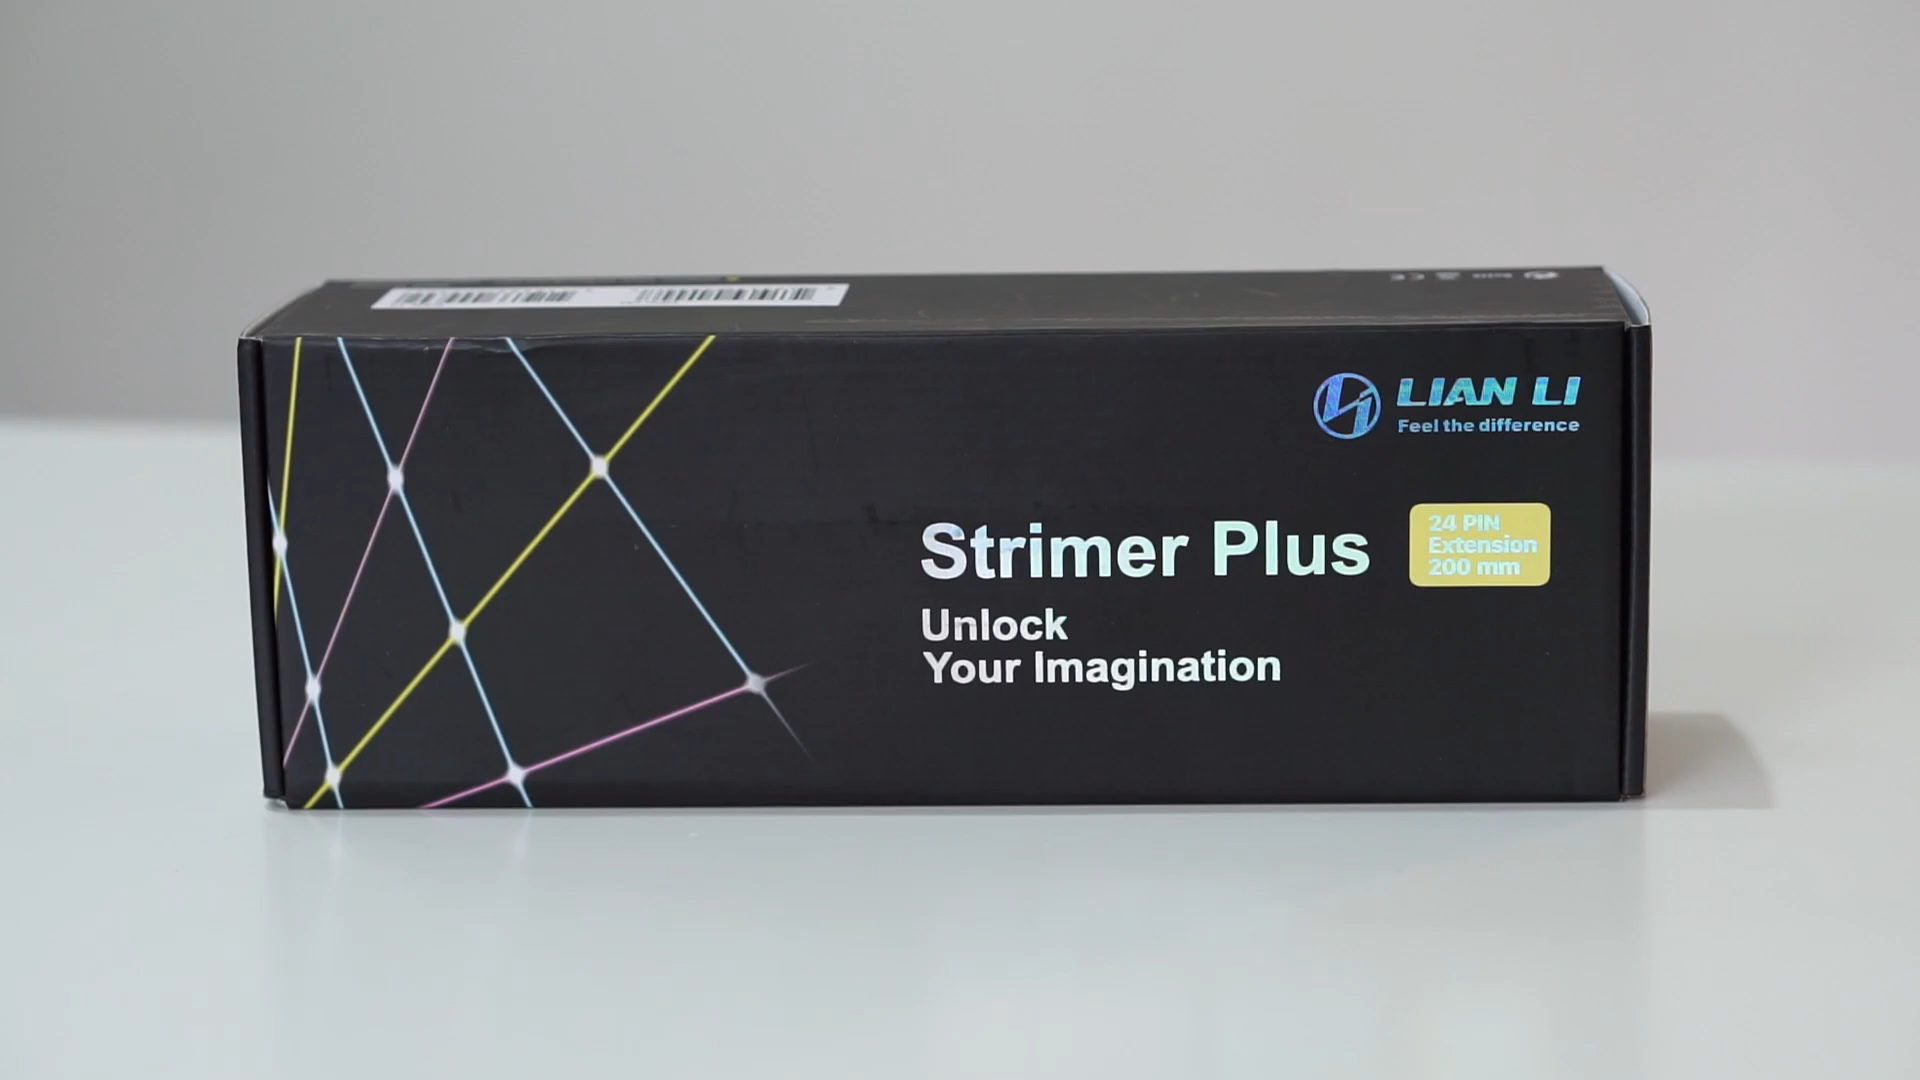 LIAN LI
Feel the difference
Strimer Plus
24 PIN
Extension
200 mm
Unlock
Your Imagination